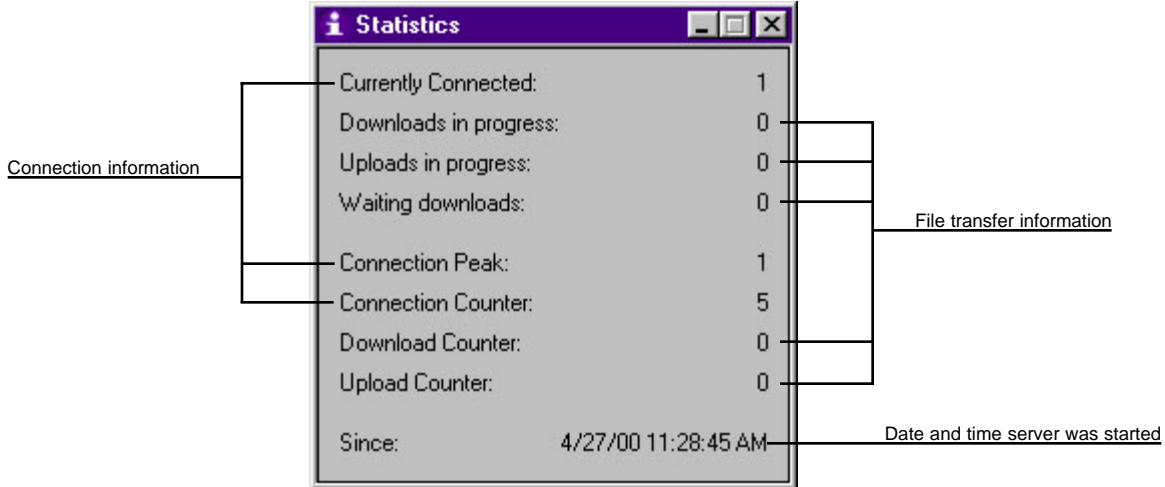 Statistics
Currently Connected: 1
Downloads in progress: 0
Uploads in progress: 0
Connection information
Waiting downloads: 0
File transfer information
Connection Peak: 1
Connection Counter: 5
Download Counter: 0
Upload Counter: 0
Since: 4/27/00 11:28:45 AM
Date and time server was started